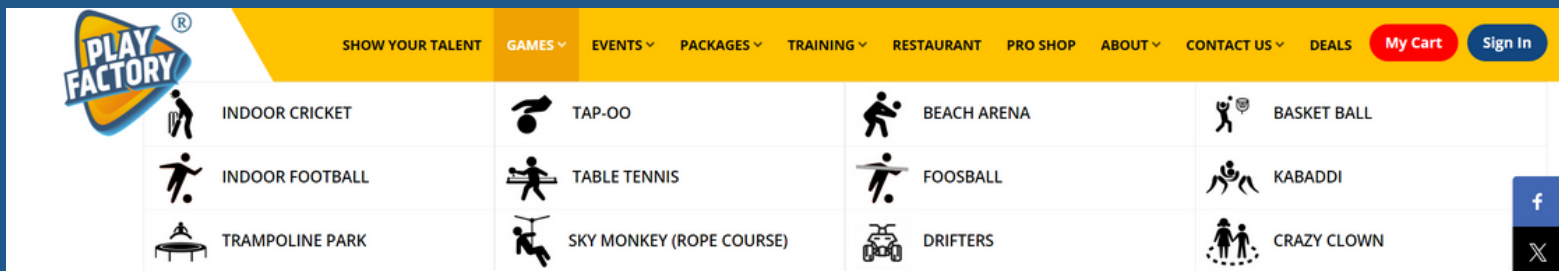 PLAY
FACTORY
®
SHOW YOUR TALENT GAMES EVENTS PACKAGES TRAINING RESTAURANT PRO SHOP ABOUT CONTACT US DEALS My Cart Sign In
INDOOR CRICKET TAP-OO BEACH ARENA BASKET BALL
INDOOR FOOTBALL TABLE TENNIS FOOSBALL KABADDI
TRAMPOLINE PARK SKY MONKEY (ROPE COURSE) DRIFTERS CRAZY CLOWN